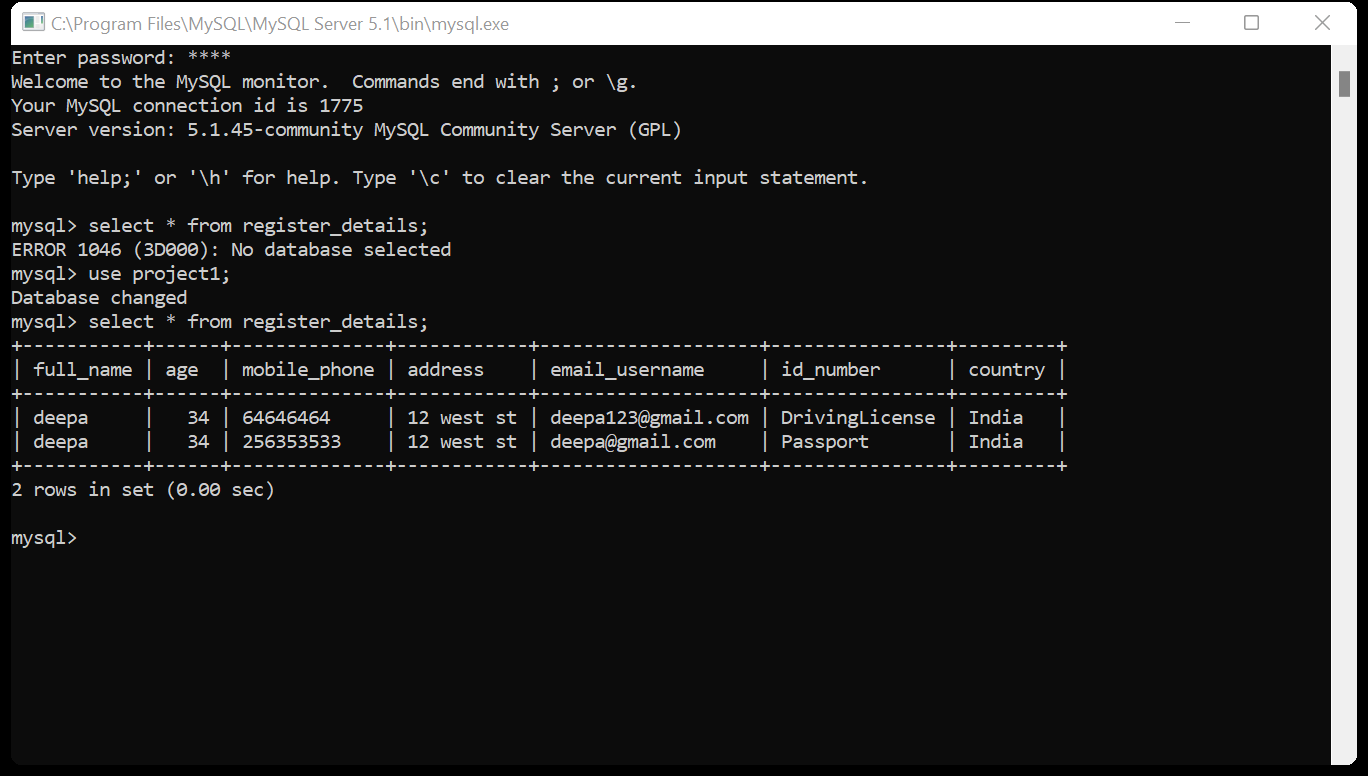 C:\Program Files\MySQL\MySQL Server 5.1\bin\mysql.exe
Enter password: ****
Welcome to the MySQL monitor.  Commands end with ; or \g.
Your MySQL connection id is 1775
Server version: 5.1.45-community MySQL Community Server (GPL)

Type 'help;' or '\h' for help. Type '\c' to clear the current input statement.

mysql> select * from register_details;
ERROR 1046 (3D000): No database selected
mysql> use project1;
Database changed
mysql> select * from register_details;
+-----------+------+--------------+------------+--------------------+----------------+---------+
| full_name | age  | mobile_phone | address    | email_username     | id_number      | country |
+-----------+------+--------------+------------+--------------------+----------------+---------+
| deepa     |   34 | 64646464     | 12 west st | deepa123@gmail.com | DrivingLicense | India   |
| deepa     |   34 | 256353533    | 12 west st | deepa@gmail.com    | Passport       | India   |
+-----------+------+--------------+------------+--------------------+----------------+---------+
2 rows in set (0.00 sec)

mysql>